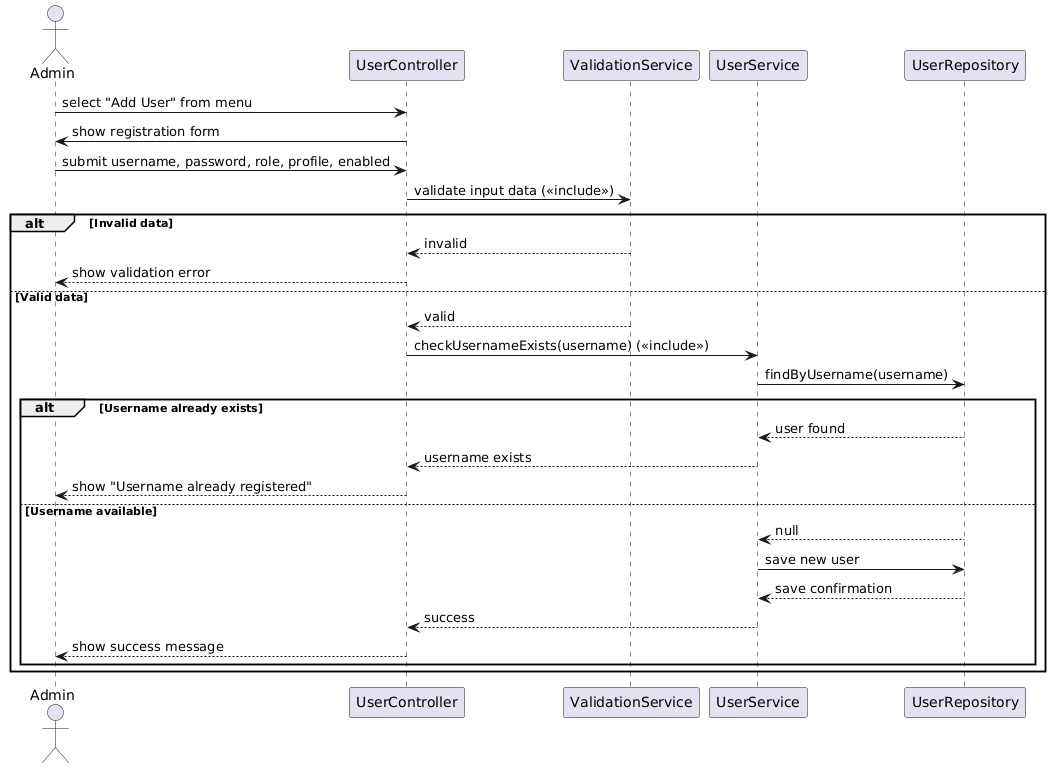 Admin
UserController
ValidationService
UserService
UserRepository
select "Add User" from menu
show registration form
submit username, password, role, profile, enabled
validate input data («include»)
alt
[Invalid data]
invalid
show validation error
[Valid data]
valid
checkUsernameExists(username) («include»)
findByUsername(username)
alt
[Username already exists]
user found
username exists
show "Username already registered"
[Username available]
null
save new user
save confirmation
success
show success message
Admin
UserController
ValidationService
UserService
UserRepository